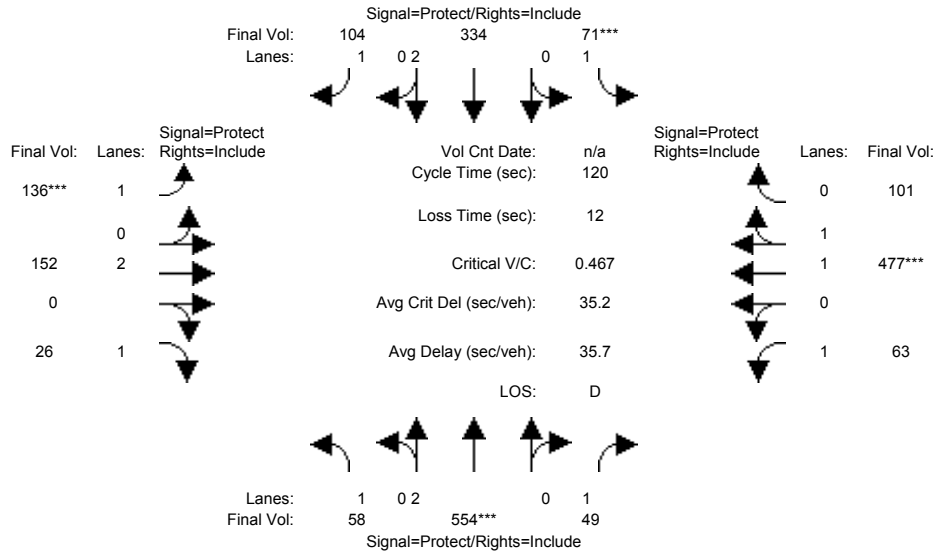 Signal=Protect/Rights=Include
Final Vol: 104 334 71***
Lanes: 1 0 2 0 1
Signal=Protect Signal=Protect
Final Vol: Lanes: Rights=Include Vol Cnt Date: n/a Rights=Include Lanes: Final Vol:
Cycle Time (sec): 120
136*** 1 0 101
Loss Time (sec): 12
0 1
152 2 Critical V/C: 0.467 1 477***
0 0 Avg Crit Del (sec/veh): 35.2 0
26 1 Avg Delay (sec/veh): 35.7 1 63
LOS: D
Lanes: 1 0 2 0 1
Final Vol: 58 554*** 49
Signal=Protect/Rights=Include